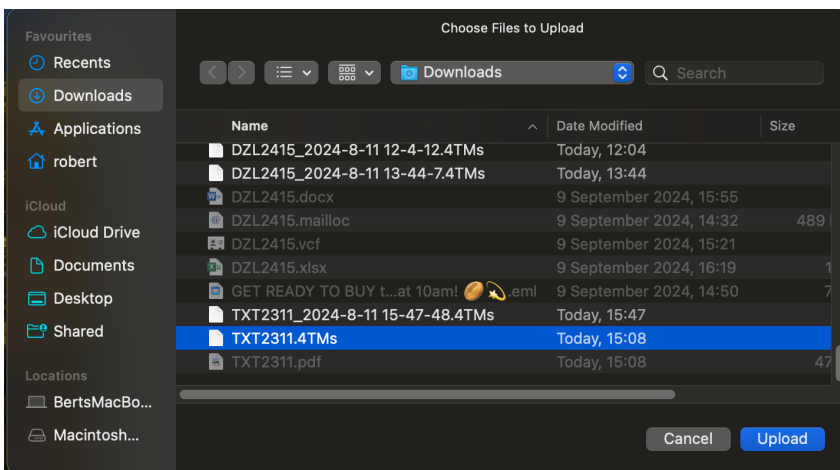 Choose Files to Upload
Favourites
Recents
Downloads
Applications
robert
iCloud
iCloud Drive
Documents
Desktop
Shared
Locations
BertsMacBo...
Macintosh...
Downloads
Search
Name Date Modified Size
DZL2415_2024-8-11 12-4-12.4TMs Today, 12:04
DZL2415_2024-8-11 13-44-7.4TMs Today, 13:44
DZL2415.docx 9 September 2024, 15:55
DZL2415.mailloc 9 September 2024, 14:32 489
DZL2415.vcf 9 September 2024, 15:21
DZL2415.xlsx 9 September 2024, 16:19 1
GET READY TO BUY t...at 10am! 🥔💫.eml 9 September 2024, 14:50 7
TXT2311_2024-8-11 15-47-48.4TMs Today, 15:47
TXT2311.4TMs Today, 15:08
TXT2311.pdf Today, 15:08 47
Cancel Upload